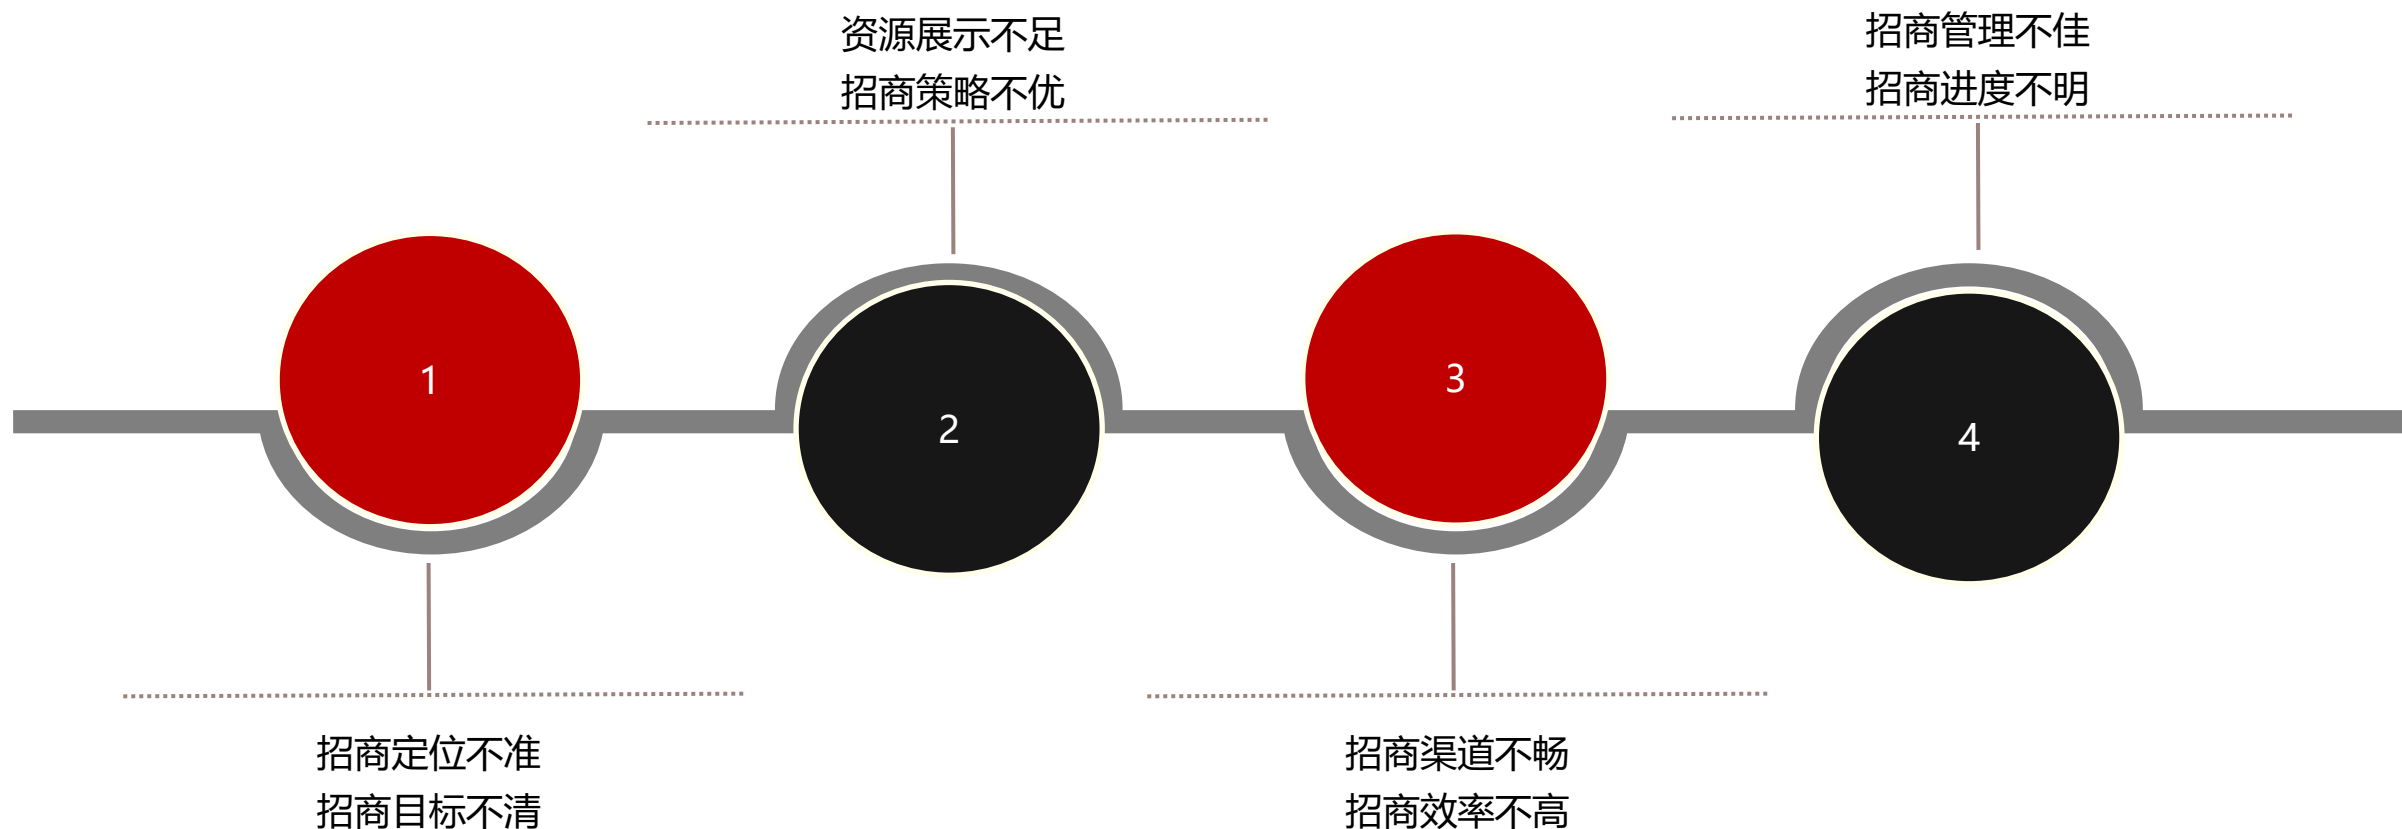 1
招商定位不准
招商目标不清
资源展示不足
招商策略不优
2
3
招商渠道不畅
招商效率不高
招商管理不佳
招商进度不明
4